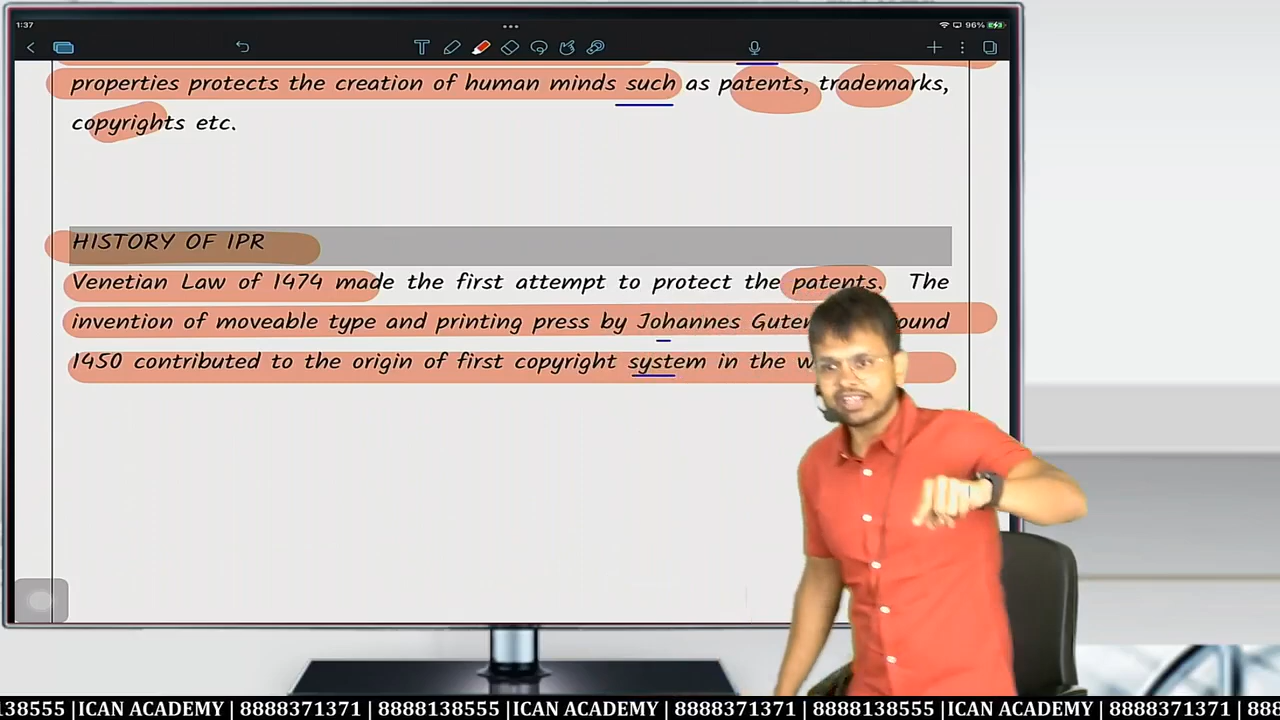 1:37
96%
T
properties protects the creation of human minds such as patents, trademarks,
copyrights etc.
HISTORY OF IPR
Venetian Law of 1474 made the first attempt to protect the patents. The
invention of moveable type and printing press by Johannes
1450 contributed to the origin of first copyright system in the
138555 |ICAN ACADEMY | 8888371371 | 8888138555 |ICAN ACADEMY | 8888371371 | 8888138555 |ICAN ACADEMY | 8888371371 | 888